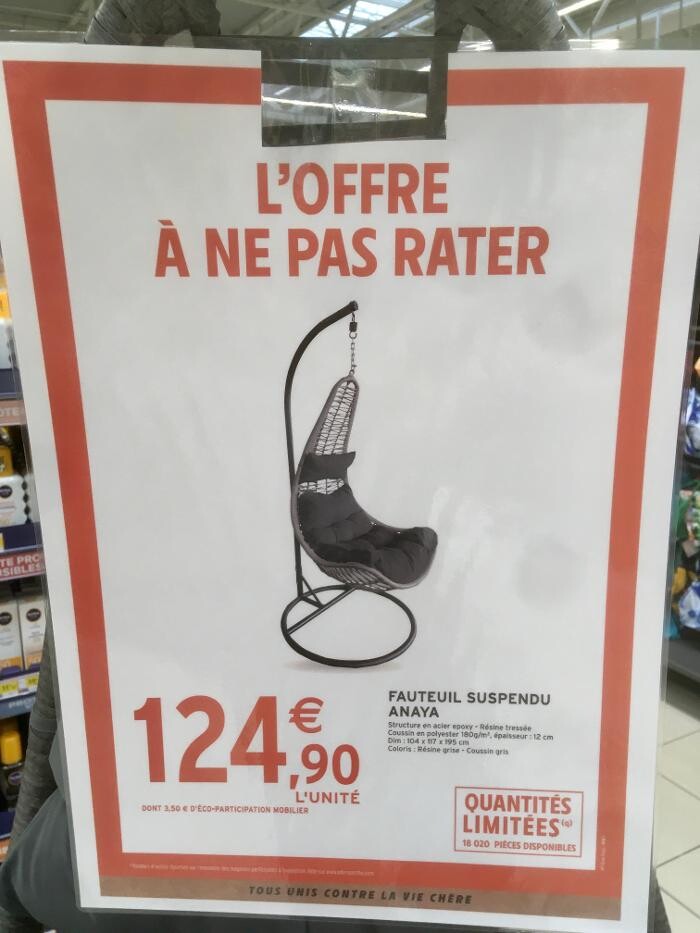 L'OFFRE
À NE PAS RATER
124€,90
L'UNITÉ
DONT 3,50 € D'ÉCO-PARTICIPATION MOBILIER
FAUTEUIL SUSPENDU
ANAYA
Structure en acier epoxy - Résine tressée
Coussin en polyester 180g/m², épaisseur : 12 cm
Dim : 104 x 117 x 195 cm
Coloris : Résine grise - Coussin gris
QUANTITÉS
LIMITÉES(q)
18 020 PIÈCES DISPONIBLES
TOUS UNIS CONTRE LA VIE CHÈRE